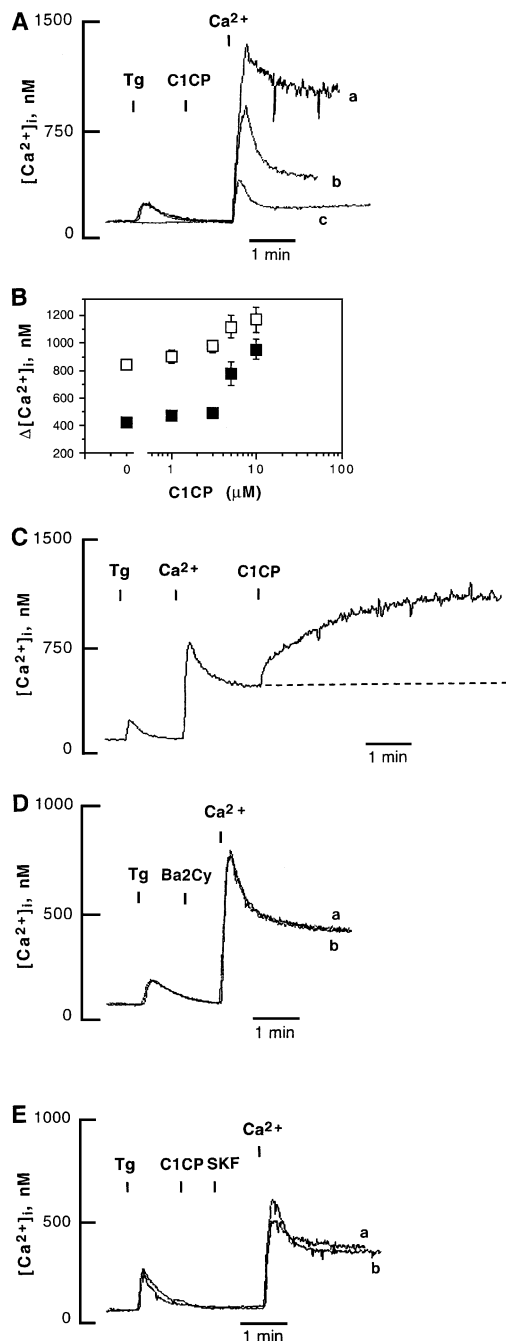 A
1500
750
0
[Ca²⁺]i, nM
Tg
C1CP
Ca²⁺
a
b
c
1 min
B
1200
1000
800
600
400
200
Δ[Ca²⁺]i, nM
0
1
10
100
C1CP (μM)
C
1500
750
0
[Ca²⁺]i, nM
Tg
Ca²⁺
C1CP
1 min
D
1000
500
0
[Ca²⁺]i, nM
Tg
Ba2Cy
Ca²⁺
a
b
1 min
E
1000
500
0
[Ca²⁺]i, nM
Tg
C1CP
SKF
Ca²⁺
a
b
1 min